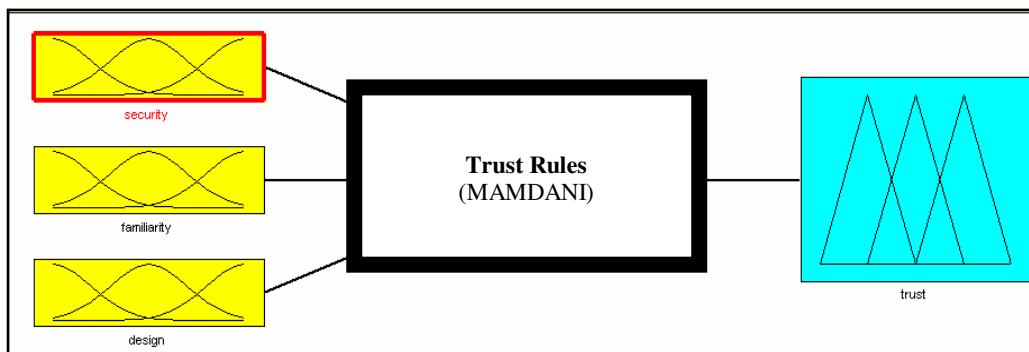 security
familiarity
design
Trust Rules
(MAMDANI)
trust